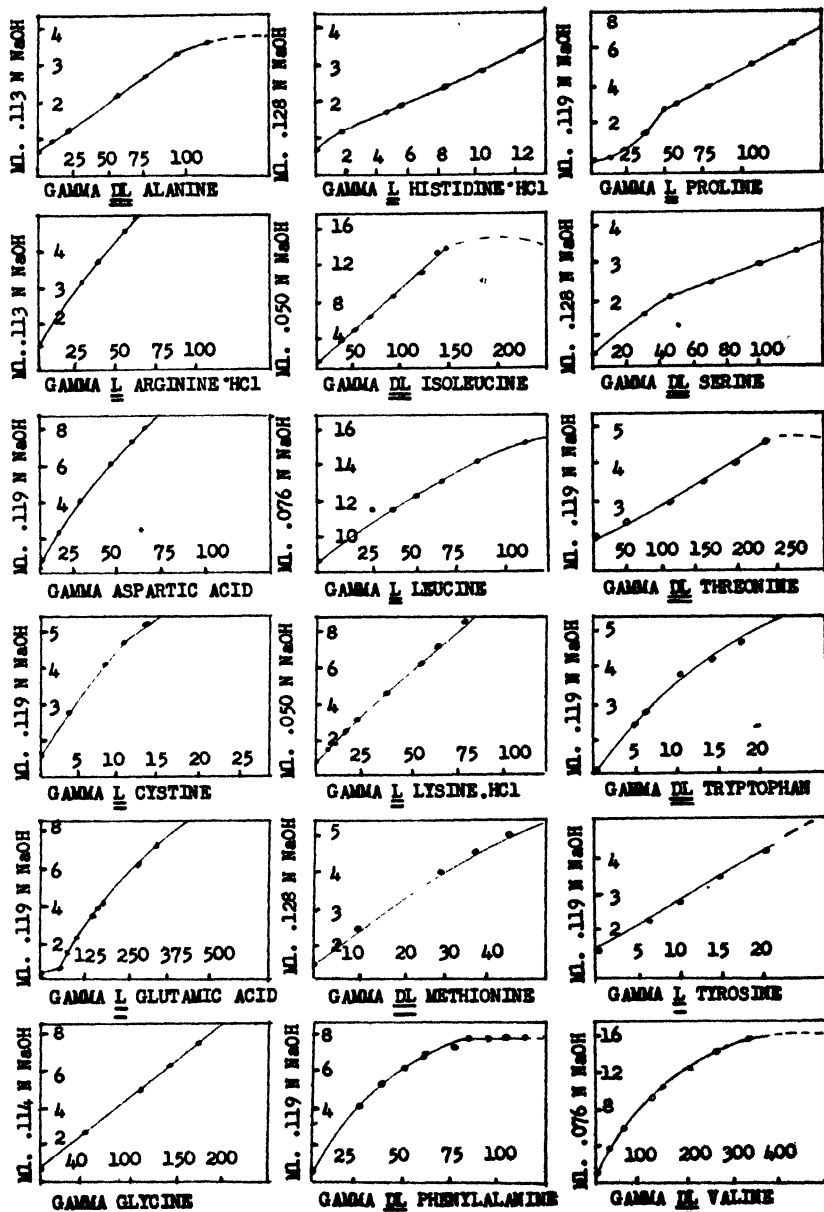 Ml. .113 N NaOH
4
3
2
25 50 75 100
GAMMA DL ALANINE
Ml. .128 N NaOH
4
3
2
2 4 6 8 10 12
GAMMA L HISTIDINE·HCl
Ml. .119 N NaOH
8
6
4
2
25 50 75 100
GAMMA L PROLINE
Ml. .113 N NaOH
4
3
2
25 50 75 100
GAMMA L ARGININE·HCl
Ml. .050 N NaOH
16
12
8
4
50 100 150 200
GAMMA DL ISOLEUCINE
Ml. .128 N NaOH
4
3
2
20 40 60 80 100
GAMMA DL SERINE
Ml. .119 N NaOH
8
6
4
2
25 50 75 100
GAMMA ASPARTIC ACID
Ml. .076 N NaOH
16
14
12
10
25 50 75 100
GAMMA L LEUCINE
Ml. .119 N NaOH
5
4
3
50 100 150 200 250
GAMMA DL THREONINE
Ml. .119 N NaOH
5
4
3
5 10 15 20 25
GAMMA L CYSTINE
Ml. .050 N NaOH
8
6
4
2
25 50 75 100
GAMMA L LYSINE.HCl
Ml. .119 N NaOH
5
4
3
5 10 15 20
GAMMA DL TRYPTOPHAN
Ml. .119 N NaOH
8
6
4
2
125 250 375 500
GAMMA L GLUTAMIC ACID
Ml. .128 N NaOH
5
4
3
2
10 20 30 40
GAMMA DL METHIONINE
Ml. .119 N NaOH
4
3
2
5 10 15 20
GAMMA L TYROSINE
Ml. .114 N NaOH
8
6
4
2
40 100 150 200
GAMMA GLYCINE
Ml. .119 N NaOH
8
6
4
25 50 75 100
GAMMA DL PHENYLALANINE
Ml. .076 N NaOH
16
12
8
100 200 300 400
GAMMA DL VALINE